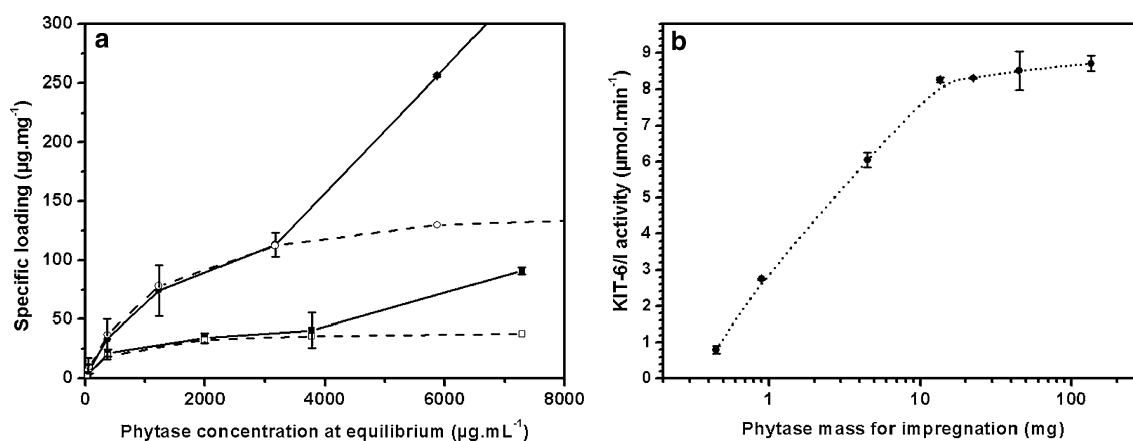 a
300
250
200
150
100
50
0
Specific loading (µg.mg⁻¹)
0 2000 4000 6000 8000
Phytase concentration at equilibrium (µg.mL⁻¹)
b
9
8
7
6
5
4
3
2
1
0
KIT-6/I activity (µmol.min⁻¹)
1 10 100
Phytase mass for impregnation (mg)